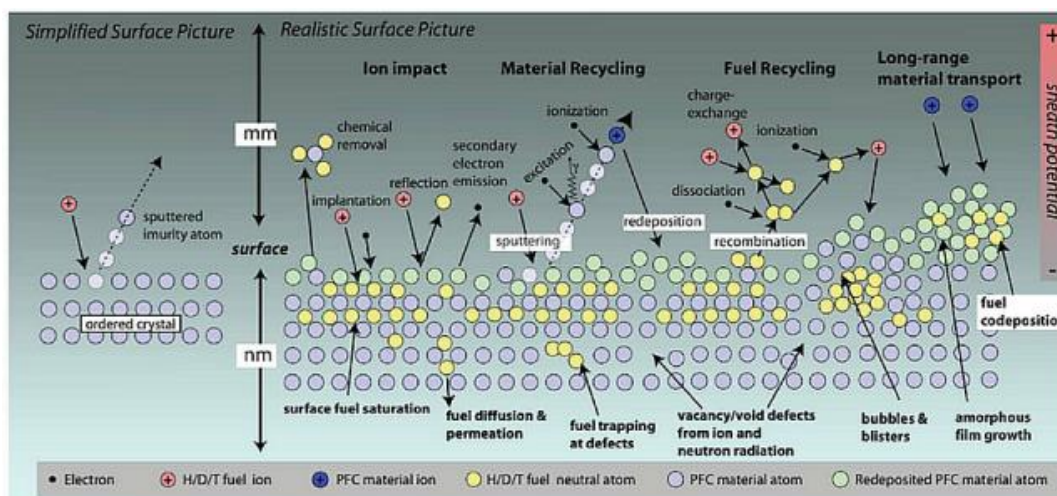 Simplified Surface Picture
Realistic Surface Picture
Ion impact
Material Recycling
Fuel Recycling
Long-range
material transport
+
sheath potential
-
mm
nm
surface
sputtered
imurity atom
ordered crystal
chemical
removal
implantation
reflection
secondary
electron
emission
ionization
excitation
sputtering
redeposition
charge-
exchange
ionization
dissociation
recombination
fuel
codeposition
surface fuel saturation
fuel diffusion &
permeation
fuel trapping
at defects
vacancy/void defects
from ion and
neutron radiation
bubbles &
blisters
amorphous
film growth
Electron
H/D/T fuel ion
PFC material ion
H/D/T fuel neutral atom
PFC material atom
Redeposited PFC material atom